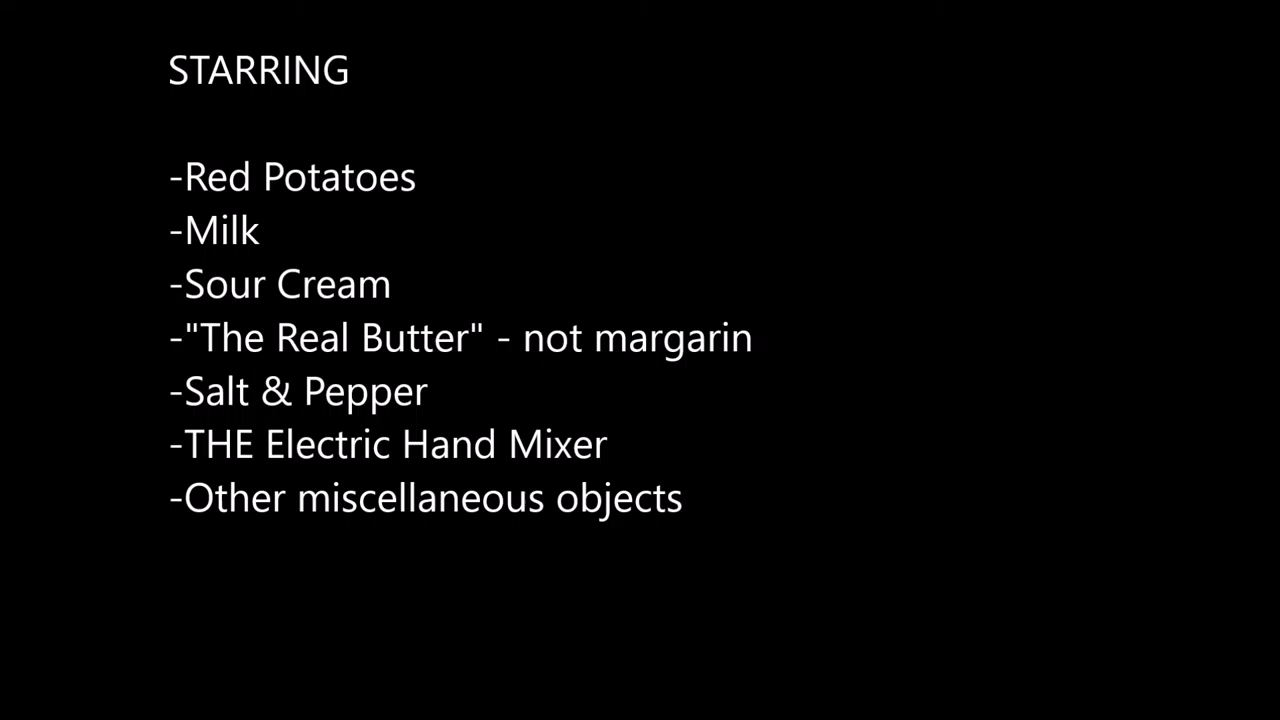 STARRING
-Red Potatoes
-Milk
-Sour Cream
-"The Real Butter" - not margarin
-Salt & Pepper
-THE Electric Hand Mixer
-Other miscellaneous objects